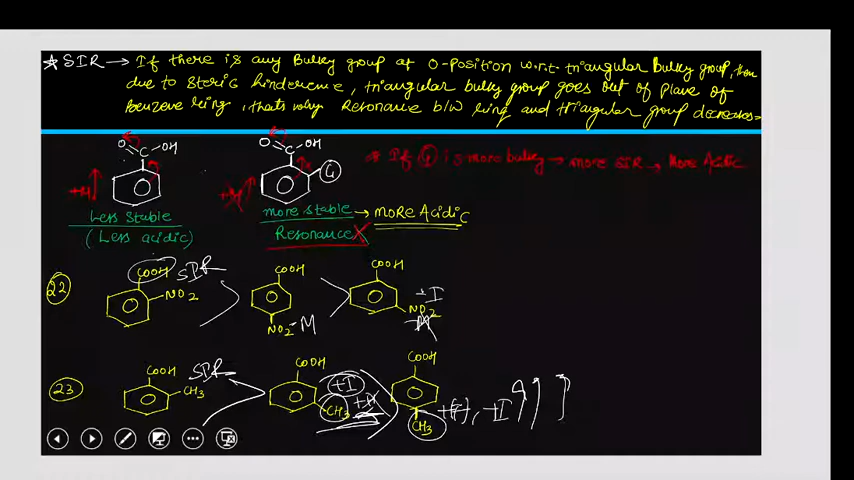 * SIR → If there is any Bulky group at O-Position w.r.t. triangular Bulky group, then
due to steric hinderence, triangular bulky group goes out of plane of
benzene ring, that's why Resonance b/w ring and triangular group decreases
O C OH
O C OH
G
+M
+M
→ If G is more bulky → more SIR → More Acidic
Less Stable
(Less acidic)
more stable → moRe Acidic
Resonance X
22
COOH SIR
NO2
>
COOH
NO2 -M
>
COOH
NO2
23
COOH SIR
CH3
>
COOH
+I
CH3
>
COOH
CH3